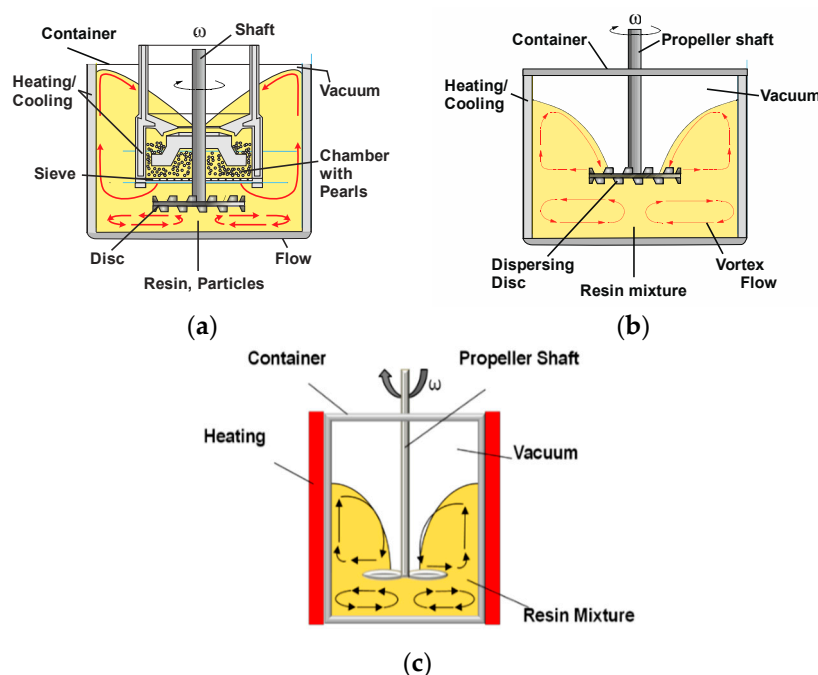 (a)
ω
Shaft
Container
Heating/
Cooling
Vacuum
Sieve
Chamber
with
Pearls
Disc
Flow
Resin, Particles
(b)
ω
Container
Propeller shaft
Heating/
Cooling
Vacuum
Dispersing
Disc
Vortex
Flow
Resin mixture
(c)
Container
Propeller Shaft
ω
Heating
Vacuum
Resin Mixture